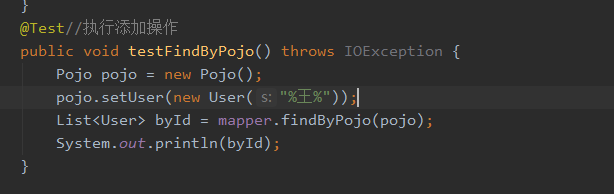 }
@Test//执行添加操作
public void testFindByPojo() throws IOException {
Pojo pojo = new Pojo();
pojo.setUser(new User( s: "%王%"));
List<User> byId = mapper.findByPojo(pojo);
System.out.println(byId);
}